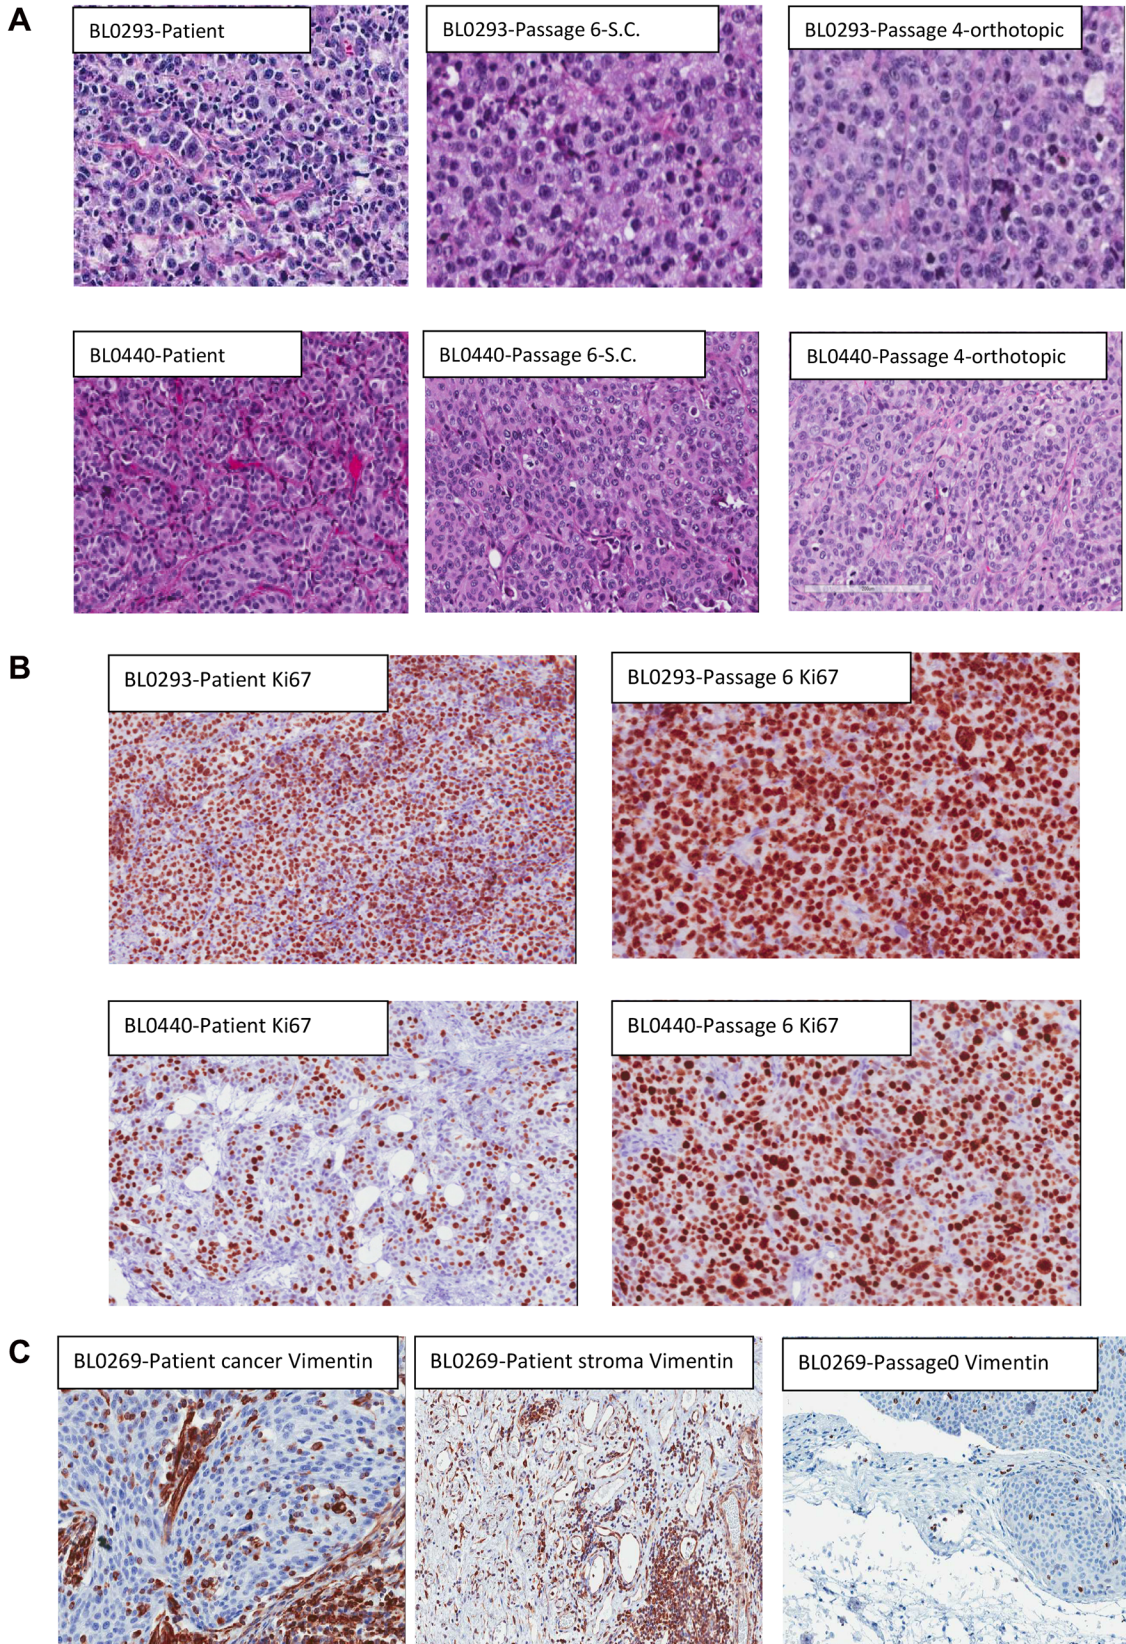 A
BL0293-Patient
BL0293-Passage 6-S.C.
BL0293-Passage 4-orthotopic
BL0440-Patient
BL0440-Passage 6-S.C.
BL0440-Passage 4-orthotopic
B
BL0293-Patient Ki67
BL0293-Passage 6 Ki67
BL0440-Patient Ki67
BL0440-Passage 6 Ki67
C
BL0269-Patient cancer Vimentin
BL0269-Patient stroma Vimentin
BL0269-Passage0 Vimentin